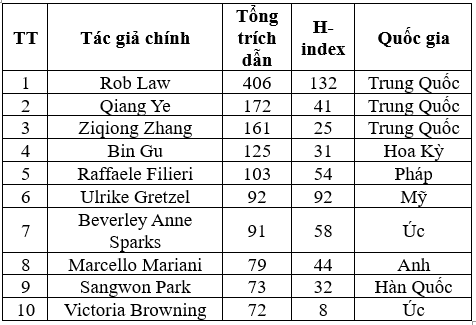 TT | Tác giả chính | Tổng trích dẫn | H-index | Quốc gia
1 | Rob Law | 406 | 132 | Trung Quốc
2 | Qiang Ye | 172 | 41 | Trung Quốc
3 | Ziqiong Zhang | 161 | 25 | Trung Quốc
4 | Bin Gu | 125 | 31 | Hoa Kỳ
5 | Raffaele Filieri | 103 | 54 | Pháp
6 | Ulrike Gretzel | 92 | 92 | Mỹ
7 | Beverley Anne Sparks | 91 | 58 | Úc
8 | Marcello Mariani | 79 | 44 | Anh
9 | Sangwon Park | 73 | 32 | Hàn Quốc
10 | Victoria Browning | 72 | 8 | Úc